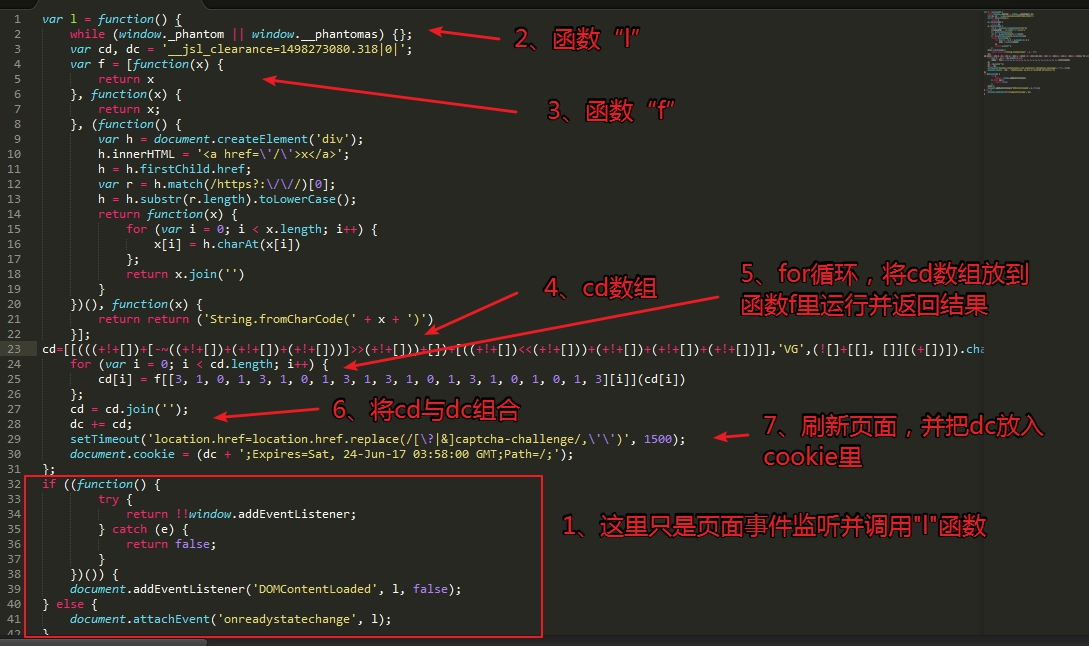 1 var l = function() {
2 while (window._phantom || window.__phantomas) {};
2、函数“l”
3 var cd, dc = '__jsl_clearance=1498273080.318|0|';
4 var f = [function(x) {
5 return x
6 }, function(x) {
3、函数“f”
7 return x;
8 }, (function() {
9 var h = document.createElement('div');
10 h.innerHTML = '<a href=\'/\'>x</a>';
11 h = h.firstChild.href;
12 var r = h.match(/https?:\/\//)[0];
13 h = h.substr(r.length).toLowerCase();
14 return function(x) {
15 for (var i = 0; i < x.length; i++) {
16 x[i] = h.charAt(x[i])
17 };
18 return x.join('')
4、cd数组
5、for循环，将cd数组放到
函数f里运行并返回结果
19 }
20 })(), function(x) {
21 return return ('String.fromCharCode(' + x + ')')
22 }];
23 cd=[[(((+!+[])+[-~((+!+[])+(+!+[])+(+!+[]))]>>(+!+[]))+[])+[((+!+[])<<(+!+[]))+(+!+[])+(+!+[])+(+!+[])]],'VG',(![]+[[], []][(+[])].cha
24 for (var i = 0; i < cd.length; i++) {
25 cd[i] = f[[3, 1, 0, 1, 3, 1, 0, 1, 3, 1, 3, 1, 0, 1, 3, 1, 0, 1, 0, 1, 3][i]](cd[i])
26 };
27 cd = cd.join('');
6、将cd与dc组合
28 dc += cd;
29 setTimeout('location.href=location.href.replace(/[\?|&]captcha-challenge/,\'\')', 1500);
7、刷新页面，并把dc放入
cookie里
30 document.cookie = (dc + ';Expires=Sat, 24-Jun-17 03:58:00 GMT;Path=/;');
31 };
32 if ((function() {
33 try {
34 return !!window.addEventListener;
35 } catch (e) {
1、这里只是页面事件监听并调用"l"函数
36 return false;
37 }
38 })()) {
39 document.addEventListener('DOMContentLoaded', l, false);
40 } else {
41 document.attachEvent('onreadystatechange', l);
42 }